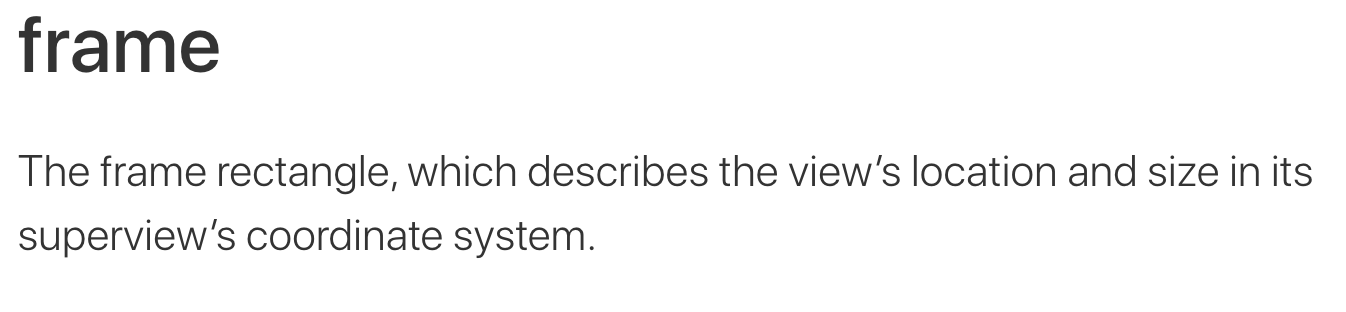 frame
The frame rectangle, which describes the view’s location and size in its
superview’s coordinate system.